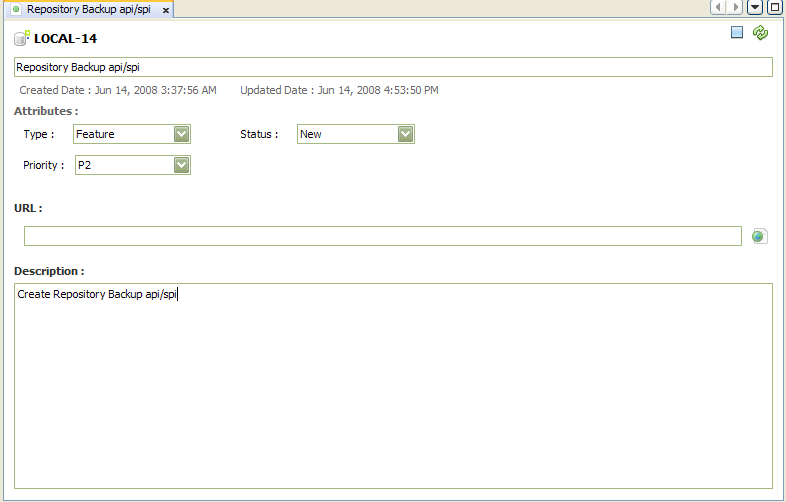 Repository Backup api/spi
LOCAL-14
Repository Backup api/spi
Created Date : Jun 14, 2008 3:37:56 AM Updated Date : Jun 14, 2008 4:53:50 PM
Attributes :
Type : Feature Status : New
Priority : P2
URL :
Description :
Create Repository Backup api/spi